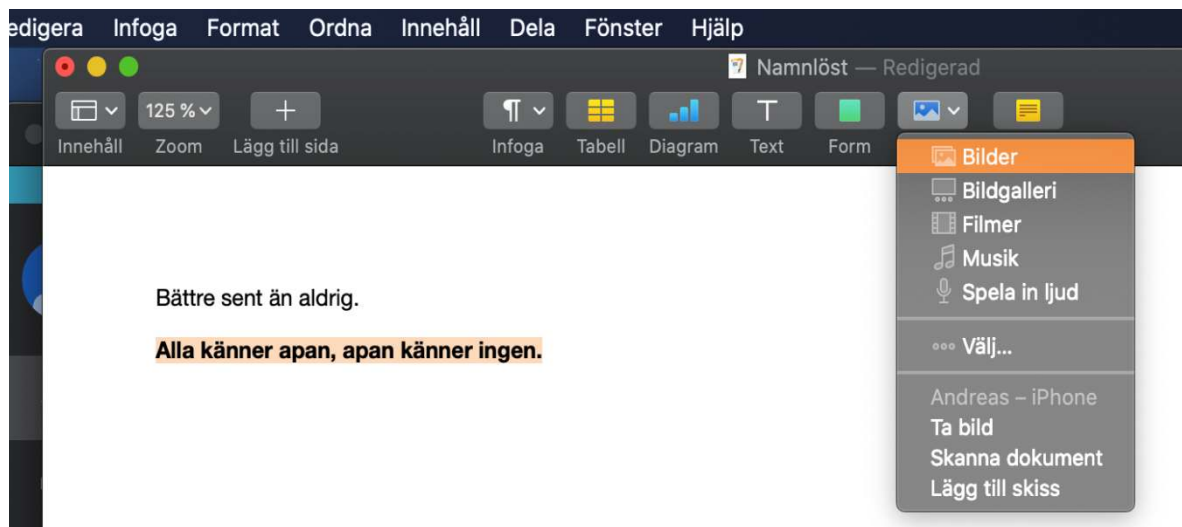 edigera Infoga Format Ordna Innehåll Dela Fönster Hjälp
Namnlöst — Redigerad
125 %
Innehåll Zoom Lägg till sida Infoga Tabell Diagram Text Form
Bilder
Bildgalleri
Filmer
Musik
Spela in ljud
Välj...
Andreas – iPhone
Ta bild
Skanna dokument
Lägg till skiss
Bättre sent än aldrig.
Alla känner apan, apan känner ingen.